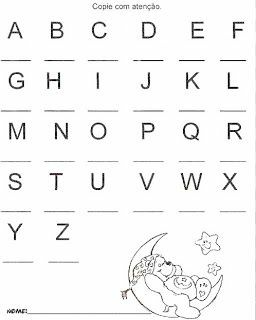 Copie com atenção.
A B C D E F
G H I J K L
M N O P Q R
S T U V W X
Y Z
NOME: